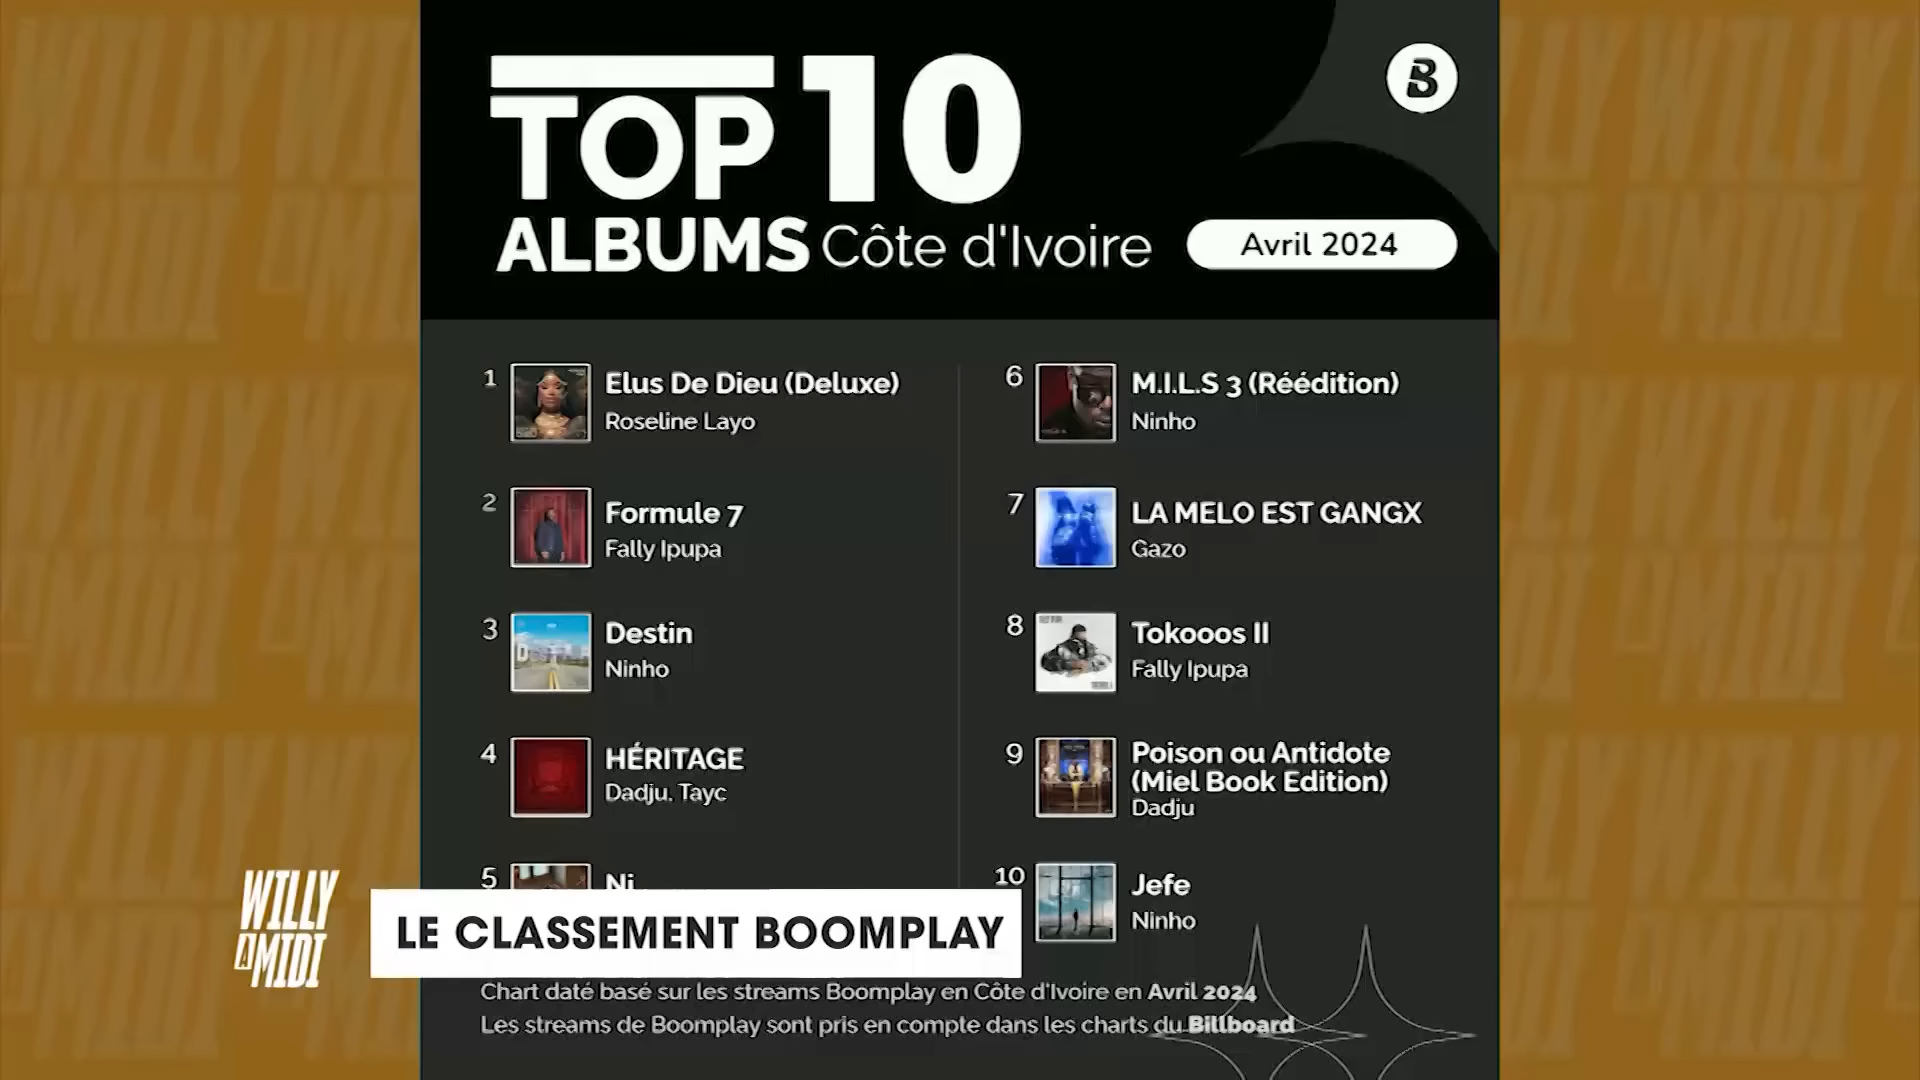 TOP 10
ALBUMS Côte d'Ivoire
Avril 2024
1
Elus De Dieu (Deluxe)
Roseline Layo
2
Formule 7
Fally Ipupa
3
Destin
Ninho
4
HÉRITAGE
Dadju, Tayc
5
6
M.I.L.S 3 (Réédition)
Ninho
7
LA MELO EST GANGX
Gazo
8
Tokooos II
Fally Ipupa
9
Poison ou Antidote
(Miel Book Edition)
Dadju
10
Jefe
Ninho
WILLY
A MIDI
LE CLASSEMENT BOOMPLAY
Chart daté basé sur les streams Boomplay en Côte d'Ivoire en Avril 2024
Les streams de Boomplay sont pris en compte dans les charts du Billboard